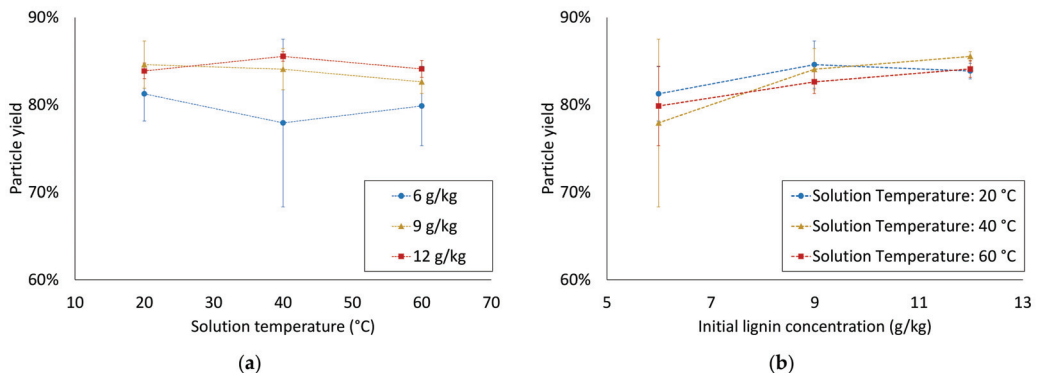 90%
80%
70%
60%
Particle yield
6 g/kg
9 g/kg
12 g/kg
10 20 30 40 50 60 70
Solution temperature (°C)
(a)
90%
80%
70%
60%
Particle yield
Solution Temperature: 20 °C
Solution Temperature: 40 °C
Solution Temperature: 60 °C
5 7 9 11 13
Initial lignin concentration (g/kg)
(b)